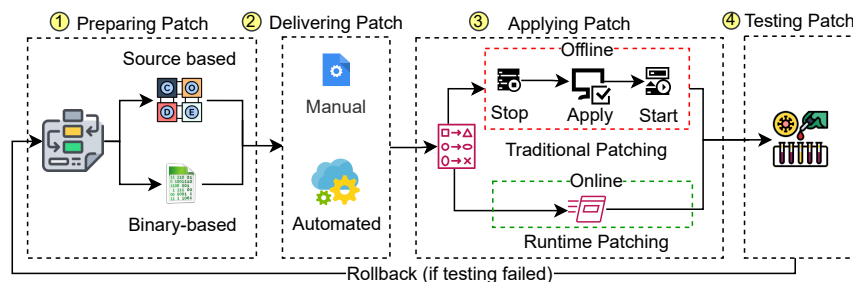 1 Preparing Patch
2 Delivering Patch
3 Applying Patch
4 Testing Patch
Source based
C O
D E
Binary-based
Manual
Automated
Offline
Stop
Apply
Start
Traditional Patching
Online
Runtime Patching
Rollback (if testing failed)